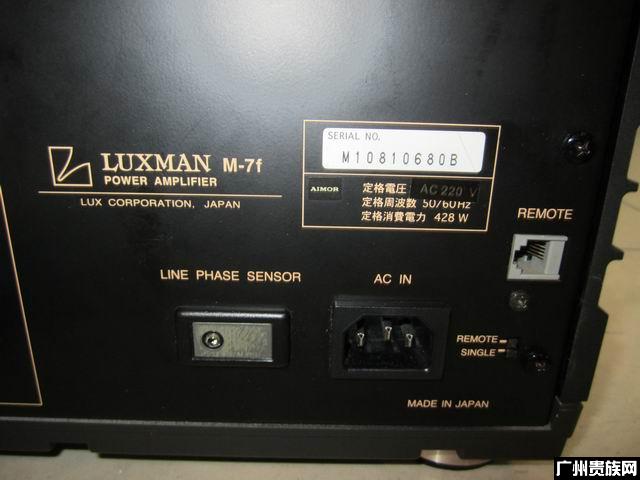 LUXMAN M-7f
POWER AMPLIFIER
LUX CORPORATION, JAPAN
SERIAL NO.
M10810680B
AIMOR
定格電圧 AC 220 V
定格周波数 50/60Hz
定格消費電力 428 W
REMOTE
LINE PHASE SENSOR
AC IN
REMOTE
SINGLE
MADE IN JAPAN
广州贵族网